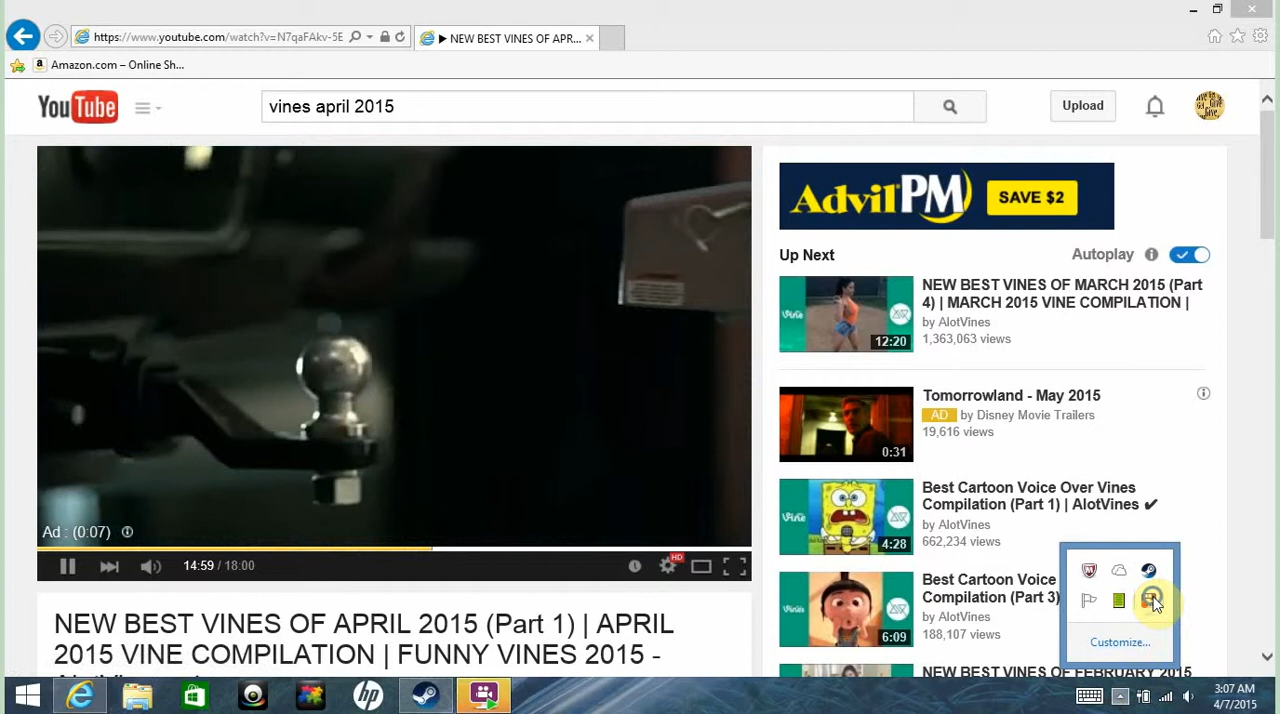 https://www.youtube.com/watch?v=N7qaFAkv-5E
▶ NEW BEST VINES OF APR...
Amazon.com – Online Sh...
YouTube
vines april 2015
Upload
Advil PM SAVE $2
Up Next
Autoplay
NEW BEST VINES OF MARCH 2015 (Part
4) | MARCH 2015 VINE COMPILATION |
by AlotVines
1,363,063 views
Vine
12:20
Tomorrowland - May 2015
AD by Disney Movie Trailers
19,616 views
0:31
Best Cartoon Voice Over Vines
Compilation (Part 1) | AlotVines ✔
by AlotVines
662,234 views
Vine
4:28
Best Cartoon Voice
Compilation (Part 3)
by AlotVines
188,107 views
Vine
6:09
NEW BEST VINES OF FEBRUARY 2015
Customize...
Ad : (0:07)
14:59 / 18:00
HD
NEW BEST VINES OF APRIL 2015 (Part 1) | APRIL
2015 VINE COMPILATION | FUNNY VINES 2015 -
hp
3:07 AM
4/7/2015